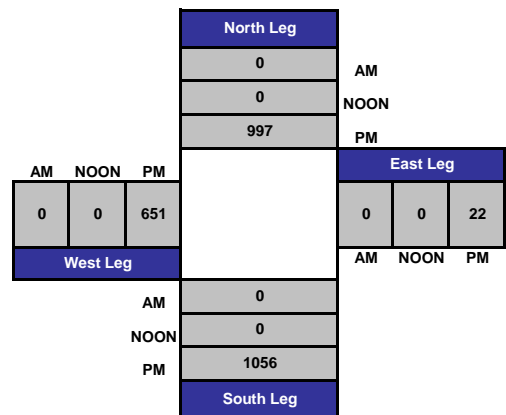 North Leg
0
AM
0
NOON
997
PM
AM NOON PM
East Leg
0 0 651
0 0 22
West Leg
AM NOON PM
AM
0
NOON
0
PM
1056
South Leg